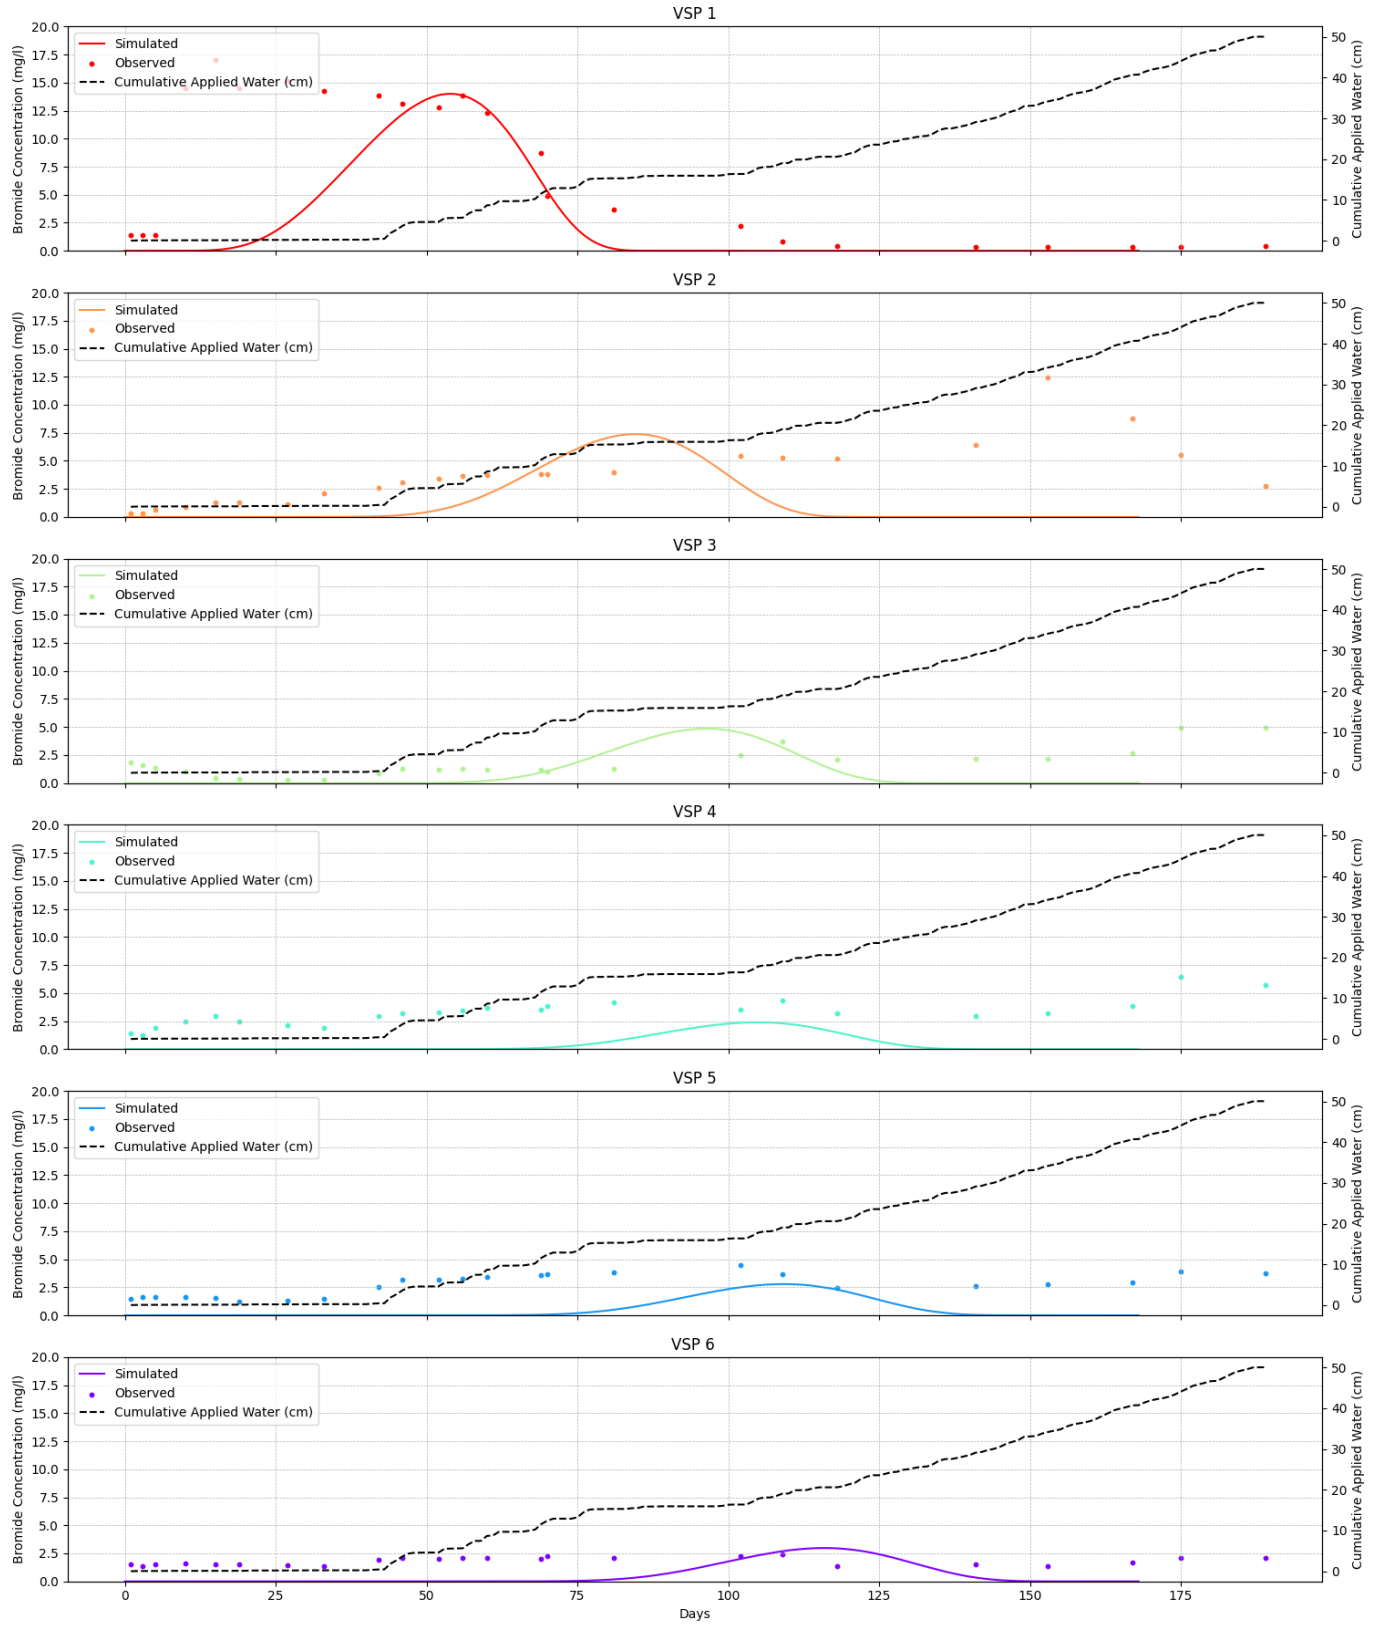 VSP 1
Simulated
Observed
Cumulative Applied Water (cm)
Bromide Concentration (mg/l)
20.0
17.5
15.0
12.5
10.0
7.5
5.0
2.5
0.0
50
40
30
20
10
0
Cumulative Applied Water (cm)
VSP 2
Simulated
Observed
Cumulative Applied Water (cm)
Bromide Concentration (mg/l)
20.0
17.5
15.0
12.5
10.0
7.5
5.0
2.5
0.0
50
40
30
20
10
0
Cumulative Applied Water (cm)
VSP 3
Simulated
Observed
Cumulative Applied Water (cm)
Bromide Concentration (mg/l)
20.0
17.5
15.0
12.5
10.0
7.5
5.0
2.5
0.0
50
40
30
20
10
0
Cumulative Applied Water (cm)
VSP 4
Simulated
Observed
Cumulative Applied Water (cm)
Bromide Concentration (mg/l)
20.0
17.5
15.0
12.5
10.0
7.5
5.0
2.5
0.0
50
40
30
20
10
0
Cumulative Applied Water (cm)
VSP 5
Simulated
Observed
Cumulative Applied Water (cm)
Bromide Concentration (mg/l)
20.0
17.5
15.0
12.5
10.0
7.5
5.0
2.5
0.0
50
40
30
20
10
0
Cumulative Applied Water (cm)
VSP 6
Simulated
Observed
Cumulative Applied Water (cm)
Bromide Concentration (mg/l)
20.0
17.5
15.0
12.5
10.0
7.5
5.0
2.5
0.0
50
40
30
20
10
0
Cumulative Applied Water (cm)
0 25 50 75 100 125 150 175
Days